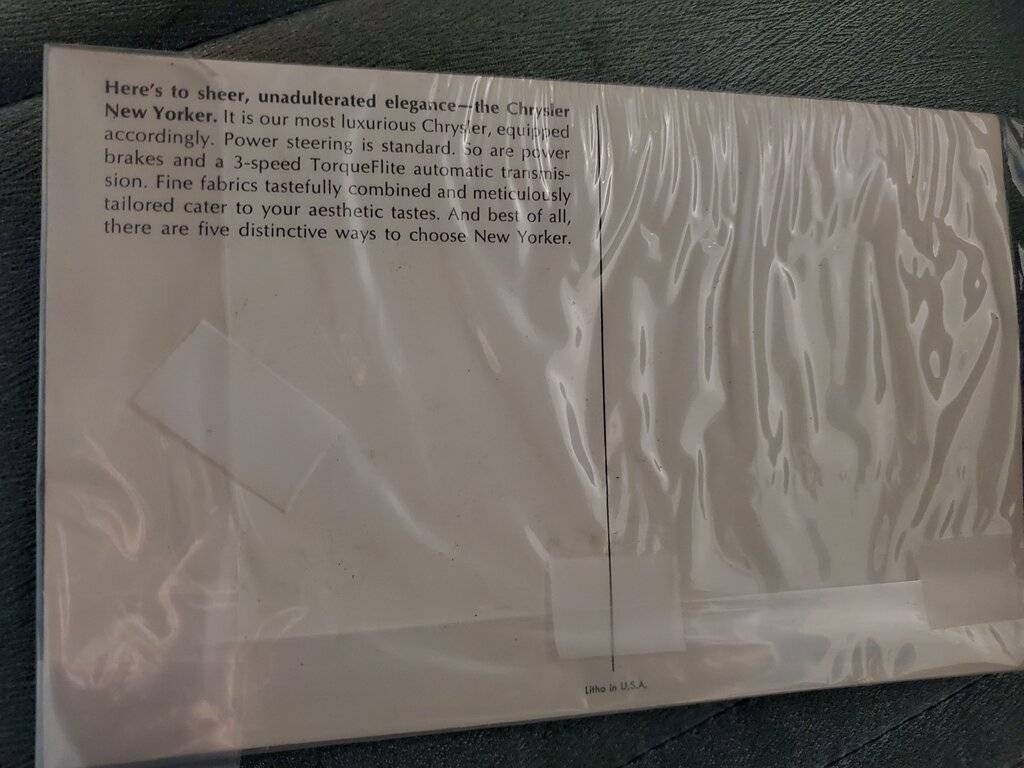 Here's to sheer, unadulterated elegance—the Chrysler
New Yorker. It is our most luxurious Chrysler, equipped
accordingly. Power steering is standard. So are power
brakes and a 3-speed TorqueFlite automatic transmis-
sion. Fine fabrics tastefully combined and meticulously
tailored cater to your aesthetic tastes. And best of all,
there are five distinctive ways to choose New Yorker.
Litho in U.S.A.